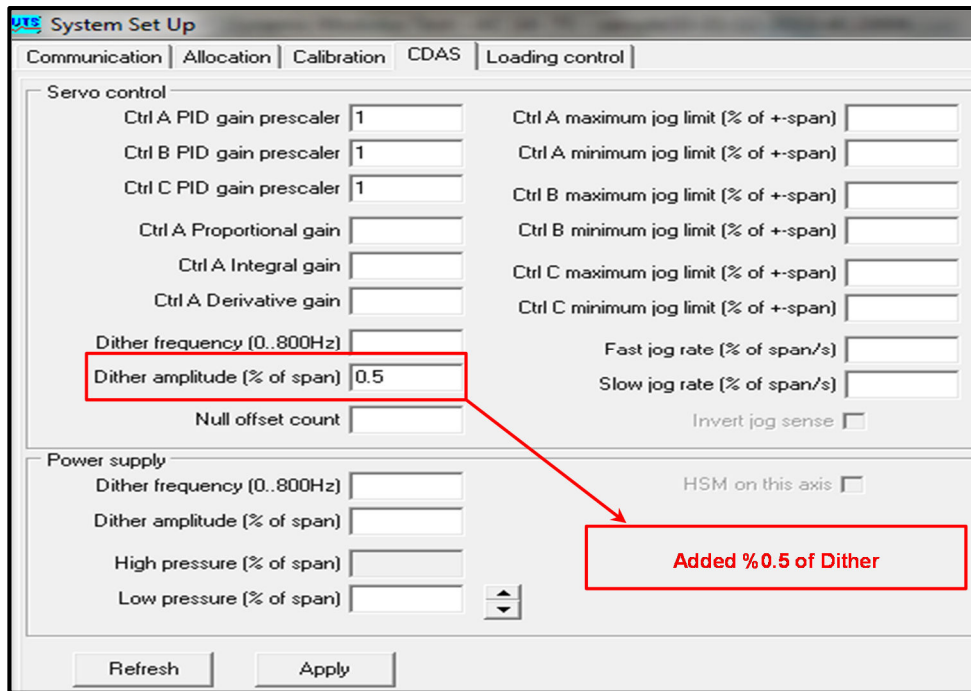 UTS System Set Up
Communication Allocation Calibration CDAS Loading control
Servo control
Ctrl A PID gain prescaler 1
Ctrl B PID gain prescaler 1
Ctrl C PID gain prescaler 1
Ctrl A Proportional gain
Ctrl A Integral gain
Ctrl A Derivative gain
Dither frequency (0..800Hz)
Dither amplitude (% of span) 0.5
Null offset count
Ctrl A maximum jog limit (% of +-span)
Ctrl A minimum jog limit (% of +-span)
Ctrl B maximum jog limit (% of +-span)
Ctrl B minimum jog limit (% of +-span)
Ctrl C maximum jog limit (% of +-span)
Ctrl C minimum jog limit (% of +-span)
Fast jog rate (% of span/s)
Slow jog rate (% of span/s)
Invert jog sense
Power supply
Dither frequency (0..800Hz)
Dither amplitude (% of span)
High pressure (% of span)
Low pressure (% of span)
HSM on this axis
Added %0.5 of Dither
Refresh Apply